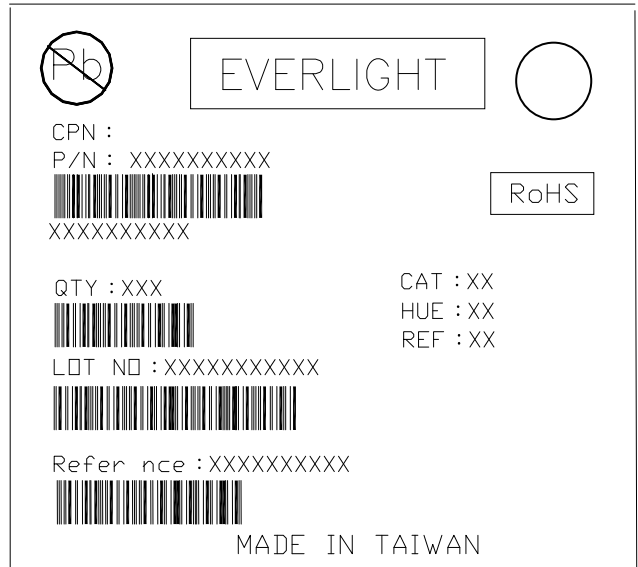 Pb
EVERLIGHT
CPN :
P/N : XXXXXXXXXX
RoHS
XXXXXXXXXX
QTY : XXX
CAT : XX
HUE : XX
REF : XX
LOT NO : XXXXXXXXXXX
Refer nce : XXXXXXXXXX
MADE IN TAIWAN